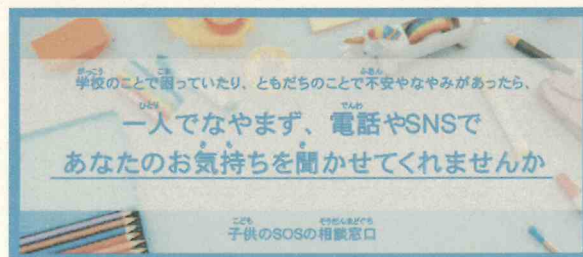 学校のことで困っていたり、ともだちのことで不安やなやみがあったら、
一人でなやまず、電話やSNSで
あなたのお気持ちを聞かせてくれませんか
子供のSOSの相談窓口